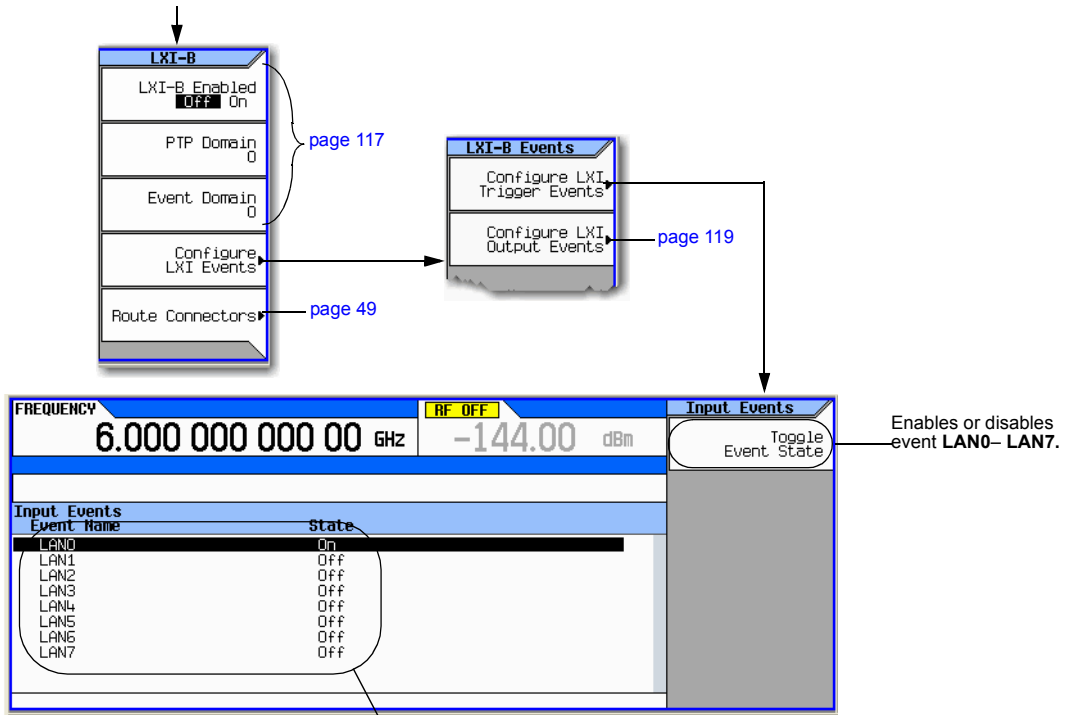 LXI-B
LXI-B Enabled
Off On
PTP Domain
0
Event Domain
0
Configure
LXI Events
Route Connectors
page 117
page 49
LXI-B Events
Configure LXI
Trigger Events
Configure LXI
Output Events
page 119
FREQUENCY
6.000 000 000 00 GHz
RF OFF
-144.00 dBm
Input Events
Toggle
Event State
Enables or disables
event LAN0– LAN7.
Input Events
Event Name State
LAN0 On
LAN1 Off
LAN2 Off
LAN3 Off
LAN4 Off
LAN5 Off
LAN6 Off
LAN7 Off